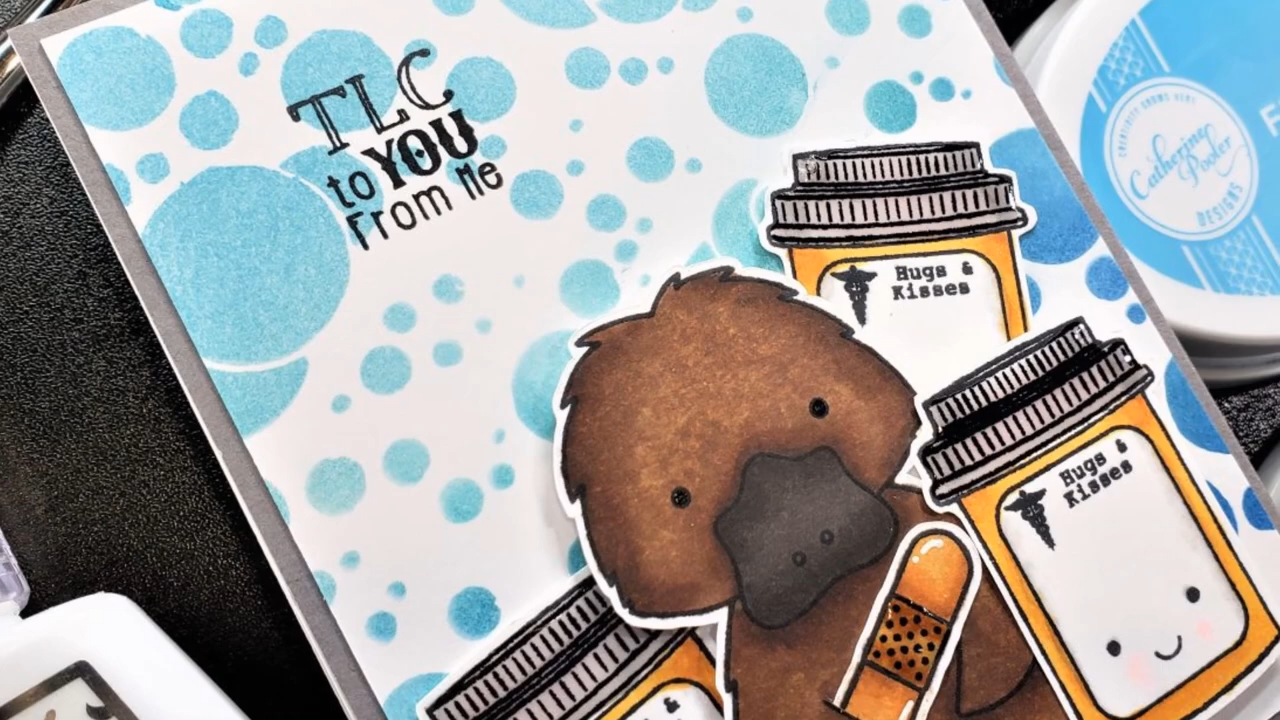 TLC
to YOU
From Me
Hugs &
Kisses
Hugs &
Kisses
Catherine
Pooler
DESIGNS